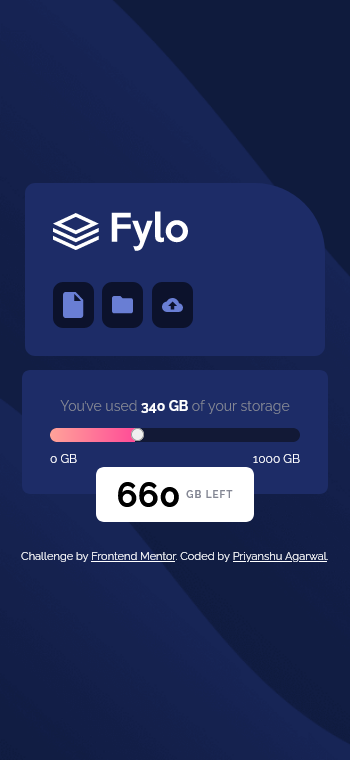 Fylo
You've used 340 GB of your storage
0 GB 1000 GB
660 GB LEFT
Challenge by Frontend Mentor. Coded by Priyanshu Agarwal.